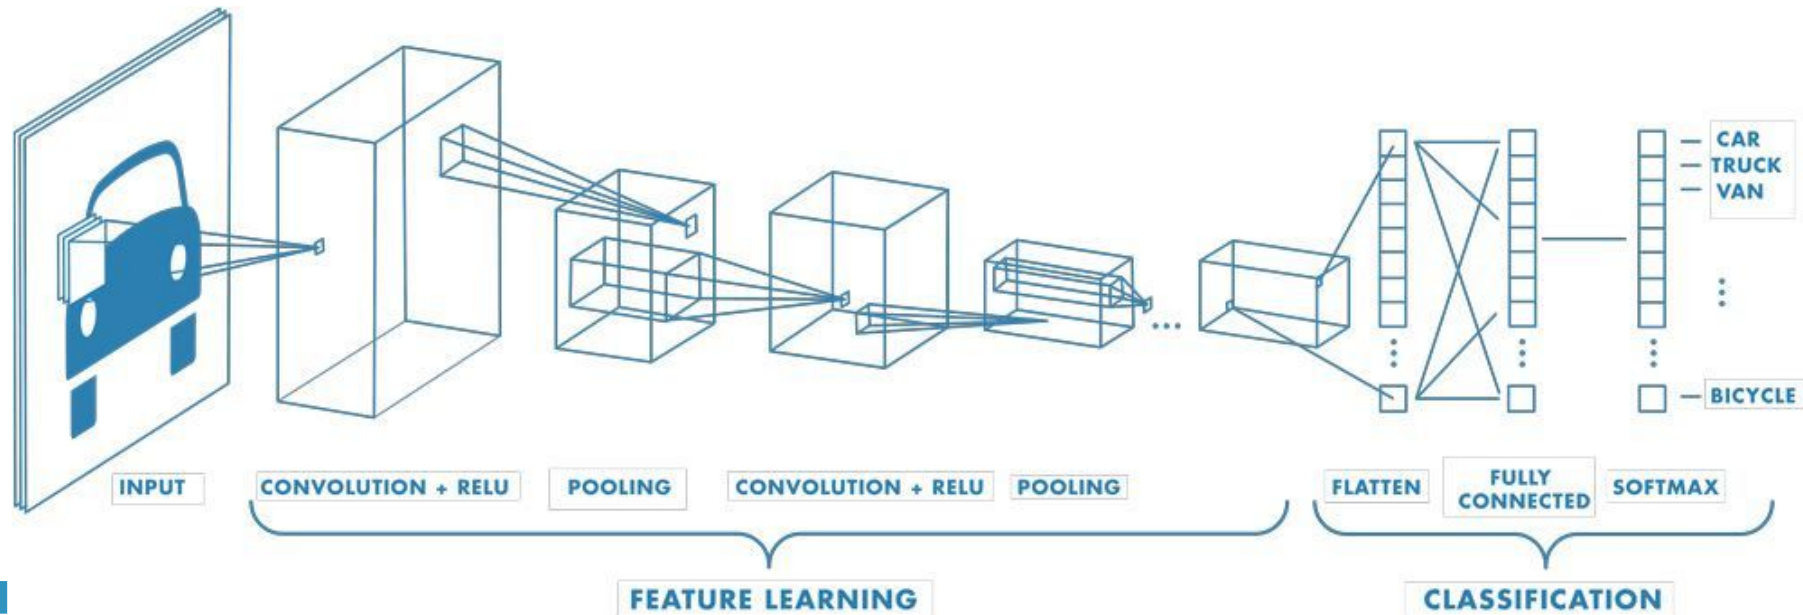 CAR
TRUCK
VAN
BICYCLE
INPUT
CONVOLUTION + RELU
POOLING
CONVOLUTION + RELU
POOLING
FLATTEN
FULLY
CONNECTED
SOFTMAX
FEATURE LEARNING
CLASSIFICATION